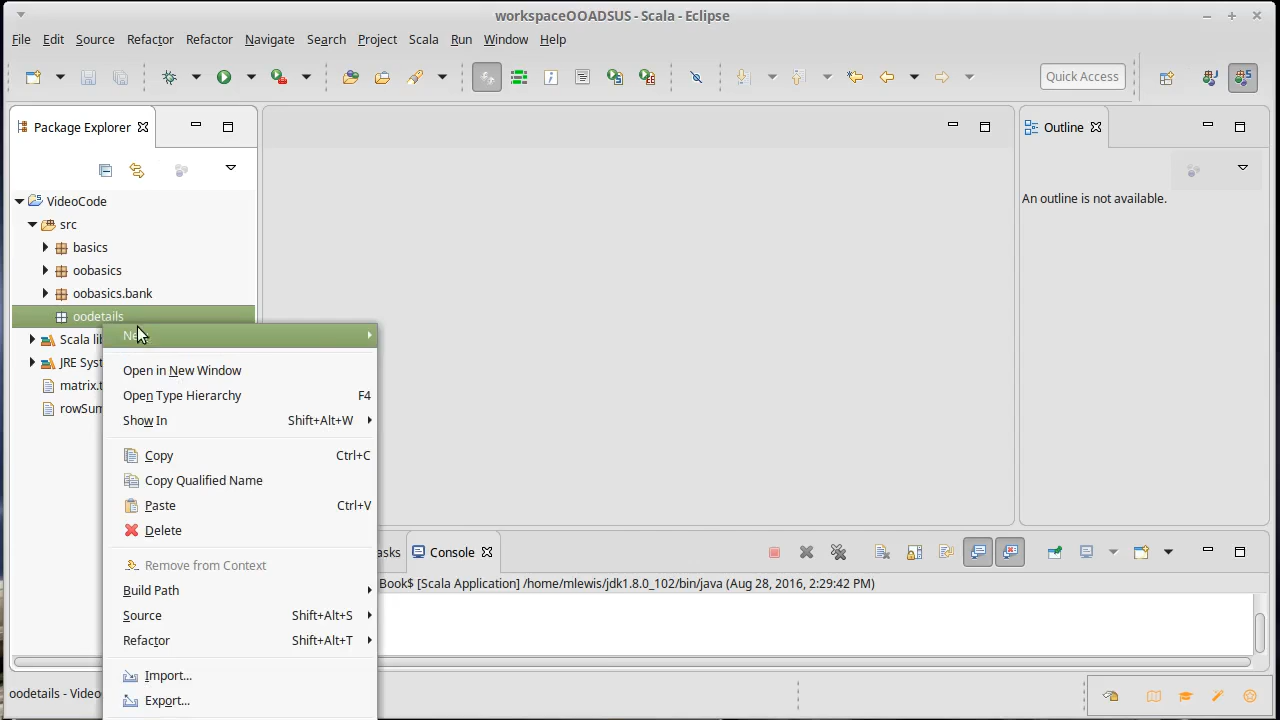 workspaceOOADSUS - Scala - Eclipse
File Edit Source Refactor Refactor Navigate Search Project Scala Run Window Help
Quick Access
Package Explorer
Outline
VideoCode
An outline is not available.
src
basics
oobasics
oobasics.bank
oodetails
Scala lib
JRE Syst
matrix.t
rowSum
Open in New Window
Open Type Hierarchy F4
Show In Shift+Alt+W
Copy Ctrl+C
Copy Qualified Name
Paste Ctrl+V
Delete
Remove from Context
Build Path
Source Shift+Alt+S
Refactor Shift+Alt+T
Import...
Export...
asks Console
Book$ [Scala Application] /home/mlewis/jdk1.8.0_102/bin/java (Aug 28, 2016, 2:29:42 PM)
oodetails - Video